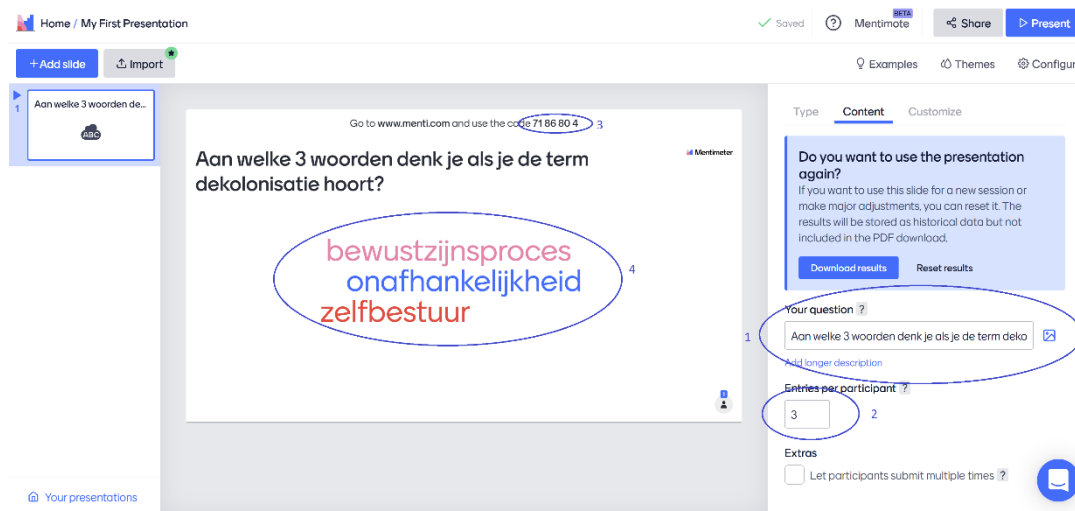 Home / My First Presentation
Saved
?
Mentimote
BETA
Share
Present
+Add slide
Import
Examples
Themes
Configur
1
Aan welke 3 woorden de...
ABC
Go to www.menti.com and use the code 71 86 80 4
3
Aan welke 3 woorden denk je als je de term
dekolonisatie hoort?
Mentimeter
bewustzijnsproces
onafhankelijkheid
zelfbestuur
4
1
Type
Content
Customize
Do you want to use the presentation
again?
If you want to use this slide for a new session or
make major adjustments, you can reset it. The
results will be stored as historical data but not
included in the PDF download.
Download results
Reset results
Your question ?
1
Aan welke 3 woorden denk je als je de term deko
Add longer description
Entries per participant ?
3
2
Extras
Let participants submit multiple times ?
Your presentations